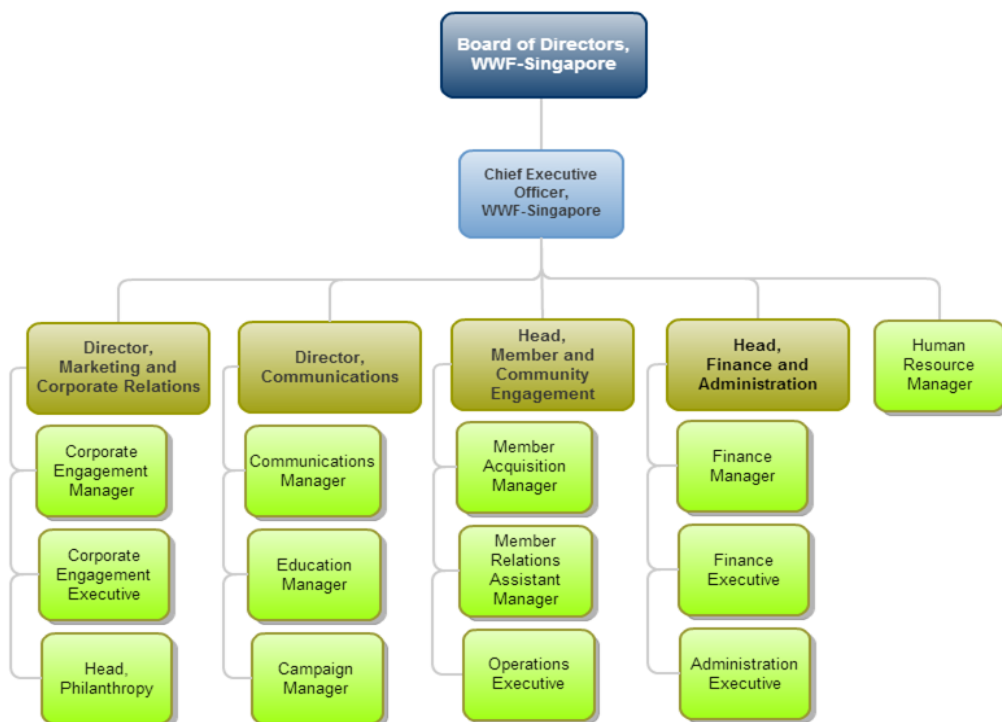 Board of Directors,
WWF-Singapore
Chief Executive
Officer,
WWF-Singapore
Director,
Marketing and
Corporate Relations
Director,
Communications
Head,
Member and
Community
Engagement
Head,
Finance and
Administration
Human
Resource
Manager
Corporate
Engagement
Manager
Communications
Manager
Member
Acquisition
Manager
Finance
Manager
Corporate
Engagement
Executive
Education
Manager
Member
Relations
Assistant
Manager
Finance
Executive
Head,
Philanthropy
Campaign
Manager
Operations
Executive
Administration
Executive